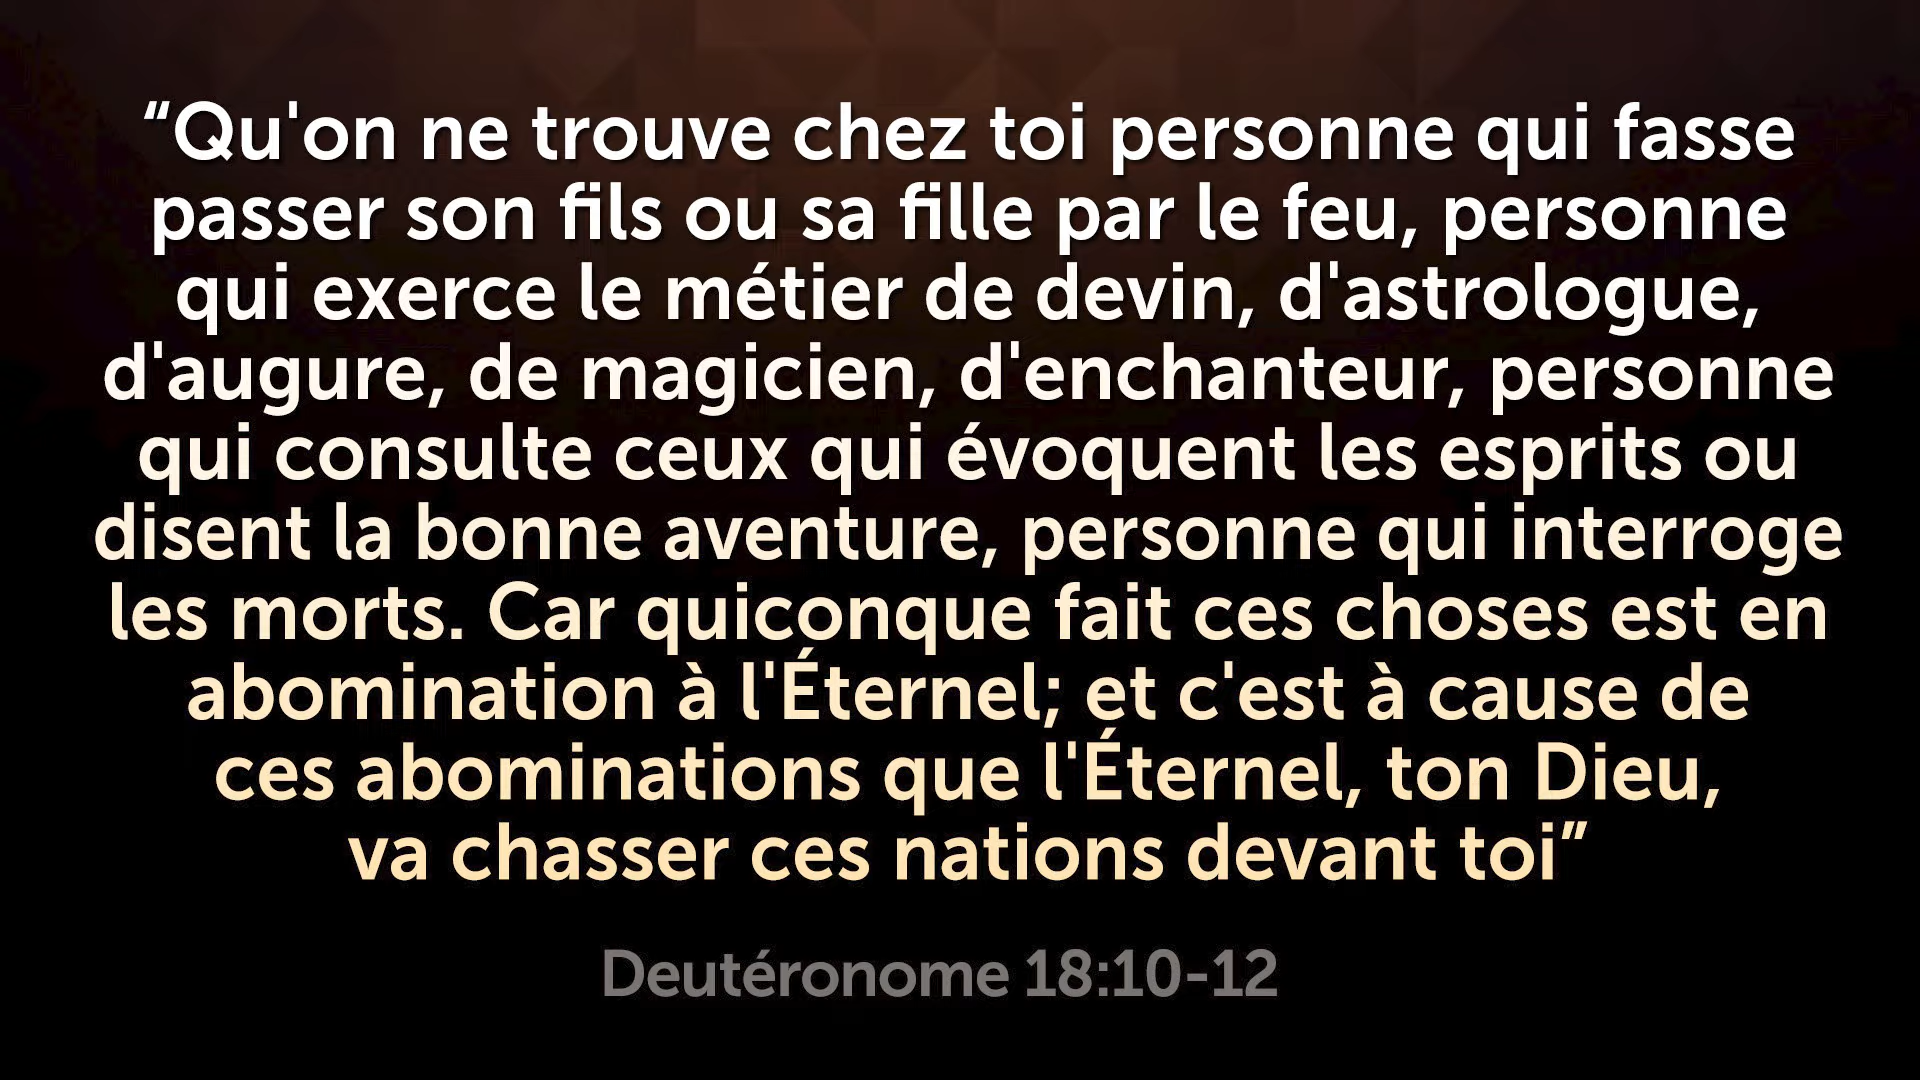 “Qu'on ne trouve chez toi personne qui fasse
passer son fils ou sa fille par le feu, personne
qui exerce le métier de devin, d'astrologue,
d'augure, de magicien, d'enchanteur, personne
qui consulte ceux qui évoquent les esprits ou
disent la bonne aventure, personne qui interroge
les morts. Car quiconque fait ces choses est en
abomination à l'Éternel; et c'est à cause de
ces abominations que l'Éternel, ton Dieu,
va chasser ces nations devant toi”
Deutéronome 18:10-12